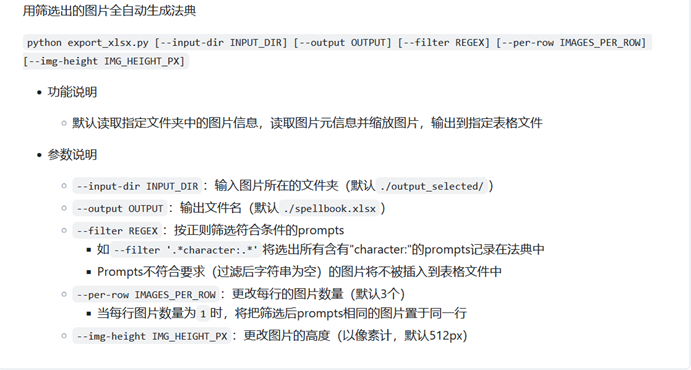 用筛选出的图片全自动生成法典
python export_xlsx.py [--input-dir INPUT_DIR] [--output OUTPUT] [--filter REGEX] [--per-row IMAGES_PER_ROW]
[--img-height IMG_HEIGHT_PX]
功能说明
默认读取指定文件夹中的图片信息，读取图片元信息并缩放图片，输出到指定表格文件
参数说明
--input-dir INPUT_DIR：输入图片所在的文件夹（默认./output_selected/）
--output OUTPUT：输出文件名（默认./spellbook.xlsx）
--filter REGEX：按正则筛选符合条件的prompts
如 --filter '.*character:.*' 将选出所有含有"character:"的prompts记录在法典中
Prompts不符合要求（过滤后字符串为空）的图片将不被插入到表格文件中
--per-row IMAGES_PER_ROW：更改每行的图片数量（默认3个）
当每行图片数量为1时，将把筛选后prompts相同的图片置于同一行
--img-height IMG_HEIGHT_PX：更改图片的高度（以像素计，默认512px）